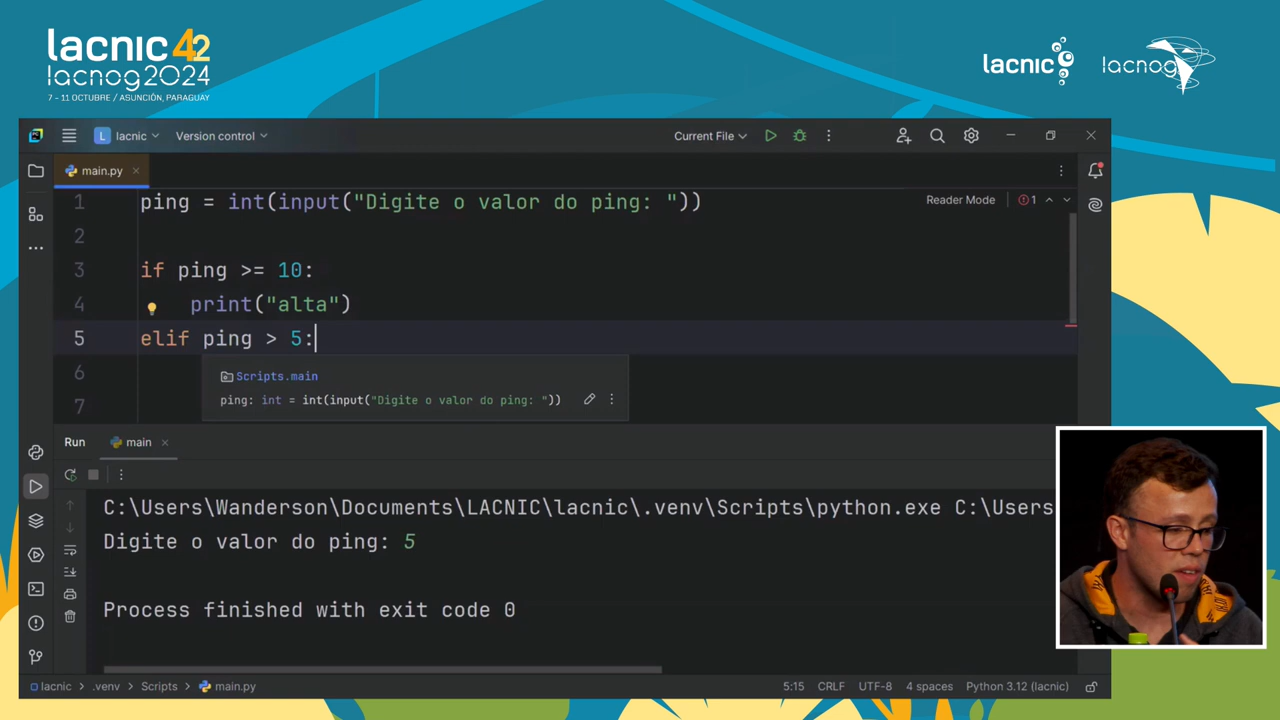 lacnic 42
lacnog2024
7 - 11 OCTUBRE / ASUNCIÓN, PARAGUAY
lacnic
lacnog
L lacnic Version control Current File
main.py
Reader Mode 1
1 ping = int(input("Digite o valor do ping: "))
2
3 if ping >= 10:
4 print("alta")
5 elif ping > 5:
6
7
Scripts.main
ping: int = int(input("Digite o valor do ping: "))
Run main
C:\Users\Wanderson\Documents\LACNIC\lacnic\.venv\Scripts\python.exe C:\Users
Digite o valor do ping: 5
Process finished with exit code 0
lacnic > .venv > Scripts > main.py 5:15 CRLF UTF-8 4 spaces Python 3.12 (lacnic)